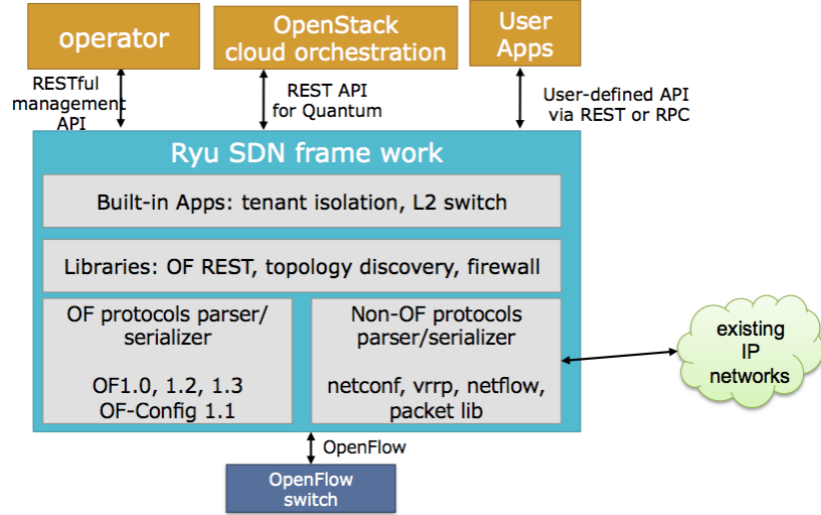 operator
OpenStack
cloud orchestration
User
Apps
RESTful
management
API
REST API
for Quantum
User-defined API
via REST or RPC
Ryu SDN frame work
Built-in Apps: tenant isolation, L2 switch
Libraries: OF REST, topology discovery, firewall
OF protocols parser/
serializer
OF1.0, 1.2, 1.3
OF-Config 1.1
Non-OF protocols
parser/serializer
netconf, vrrp, netflow,
packet lib
existing
IP
networks
OpenFlow
OpenFlow
switch